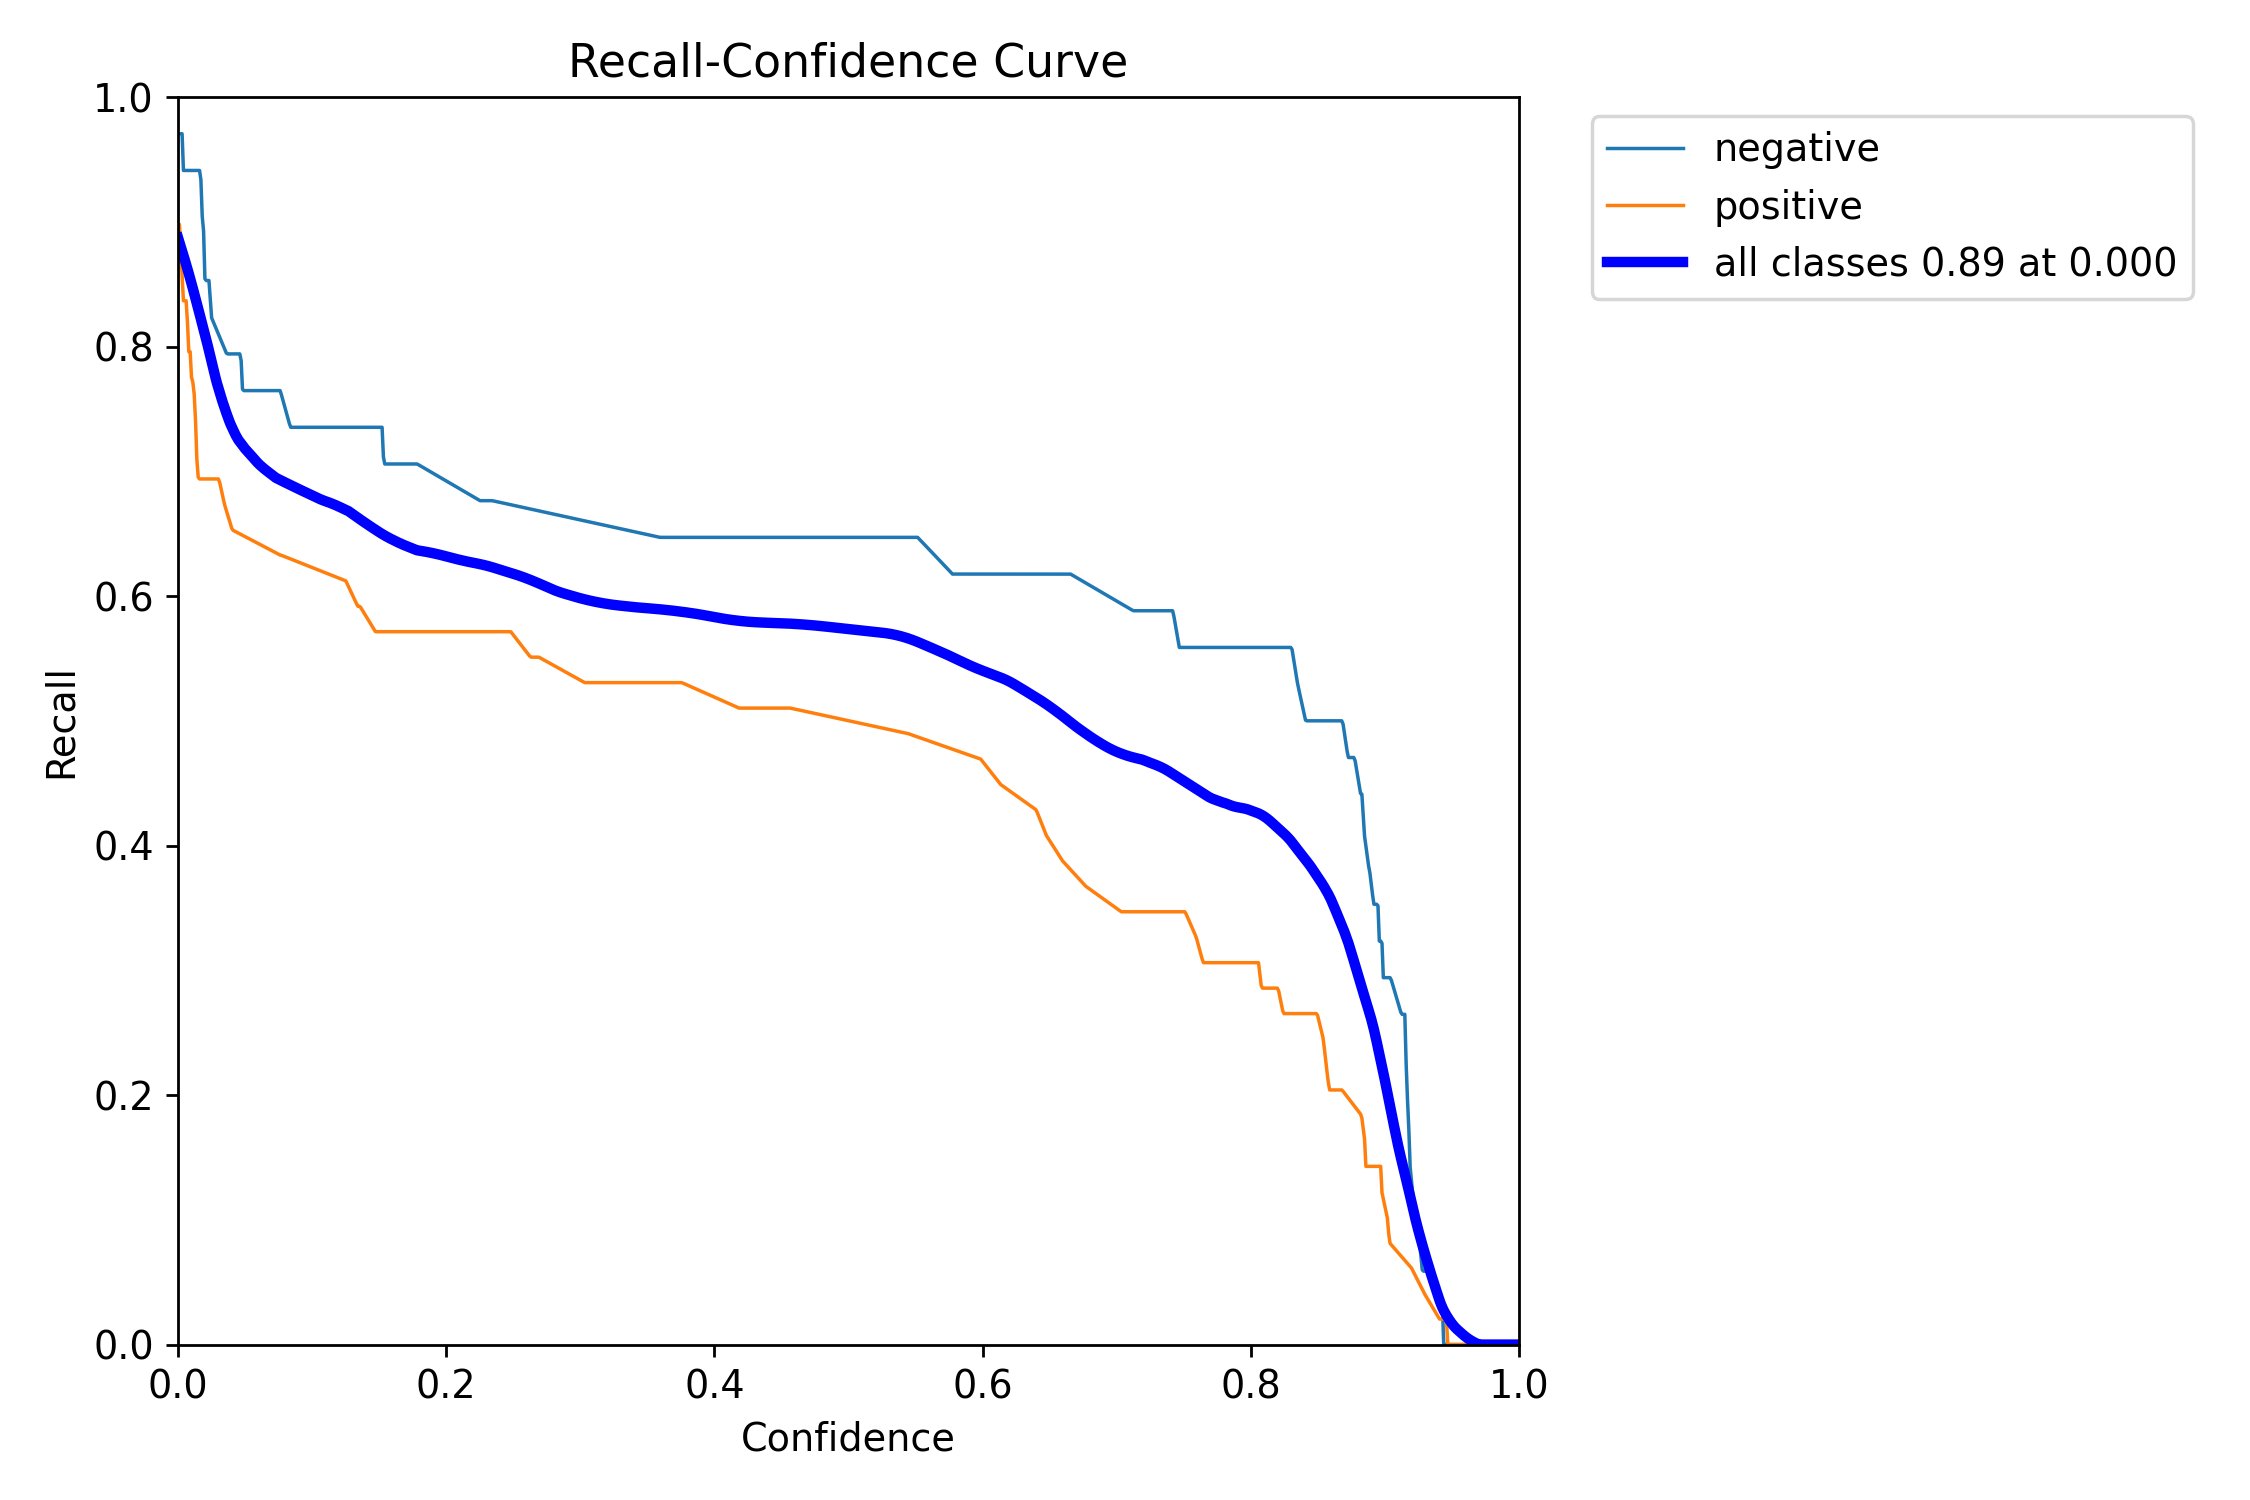 Recall-Confidence Curve
1.0
0.8
0.6
0.4
0.2
0.0
Recall
0.0 0.2 0.4 0.6 0.8 1.0
Confidence
negative
positive
all classes 0.89 at 0.000